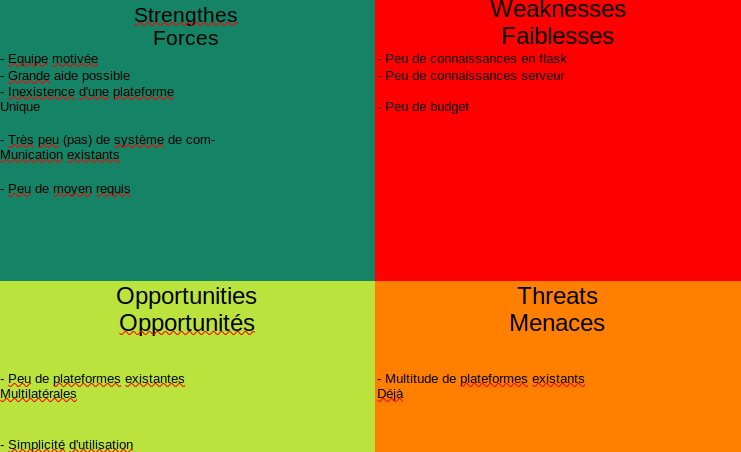 Strengthes
Forces
- Equipe motivée
- Grande aide possible
- Inexistence d'une plateforme
Unique
- Très peu (pas) de système de com-
Munication existants
- Peu de moyen requis
Weaknesses
Faiblesses
- Peu de connaissances en flask
- Peu de connaissances serveur
- Peu de budget
Opportunities
Opportunités
- Peu de plateformes existantes
Multilatérales
- Simplicité d'utilisation
Threats
Menaces
- Multitude de plateformes existants
Déjà